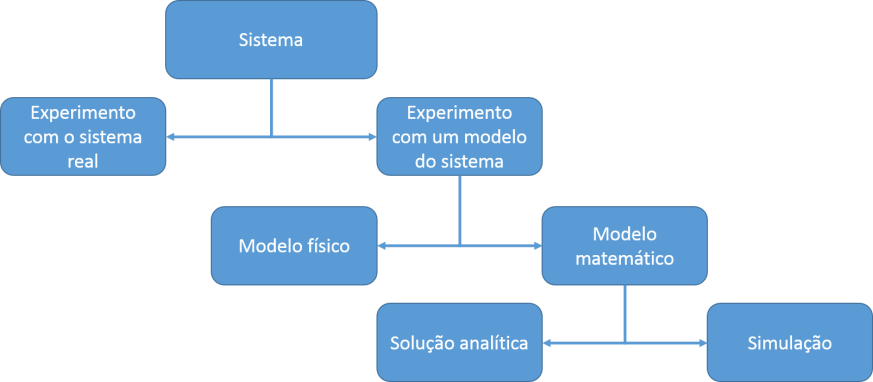 Sistema
Experimento
com o sistema
real
Experimento
com um modelo
do sistema
Modelo físico
Modelo
matemático
Solução analítica
Simulação